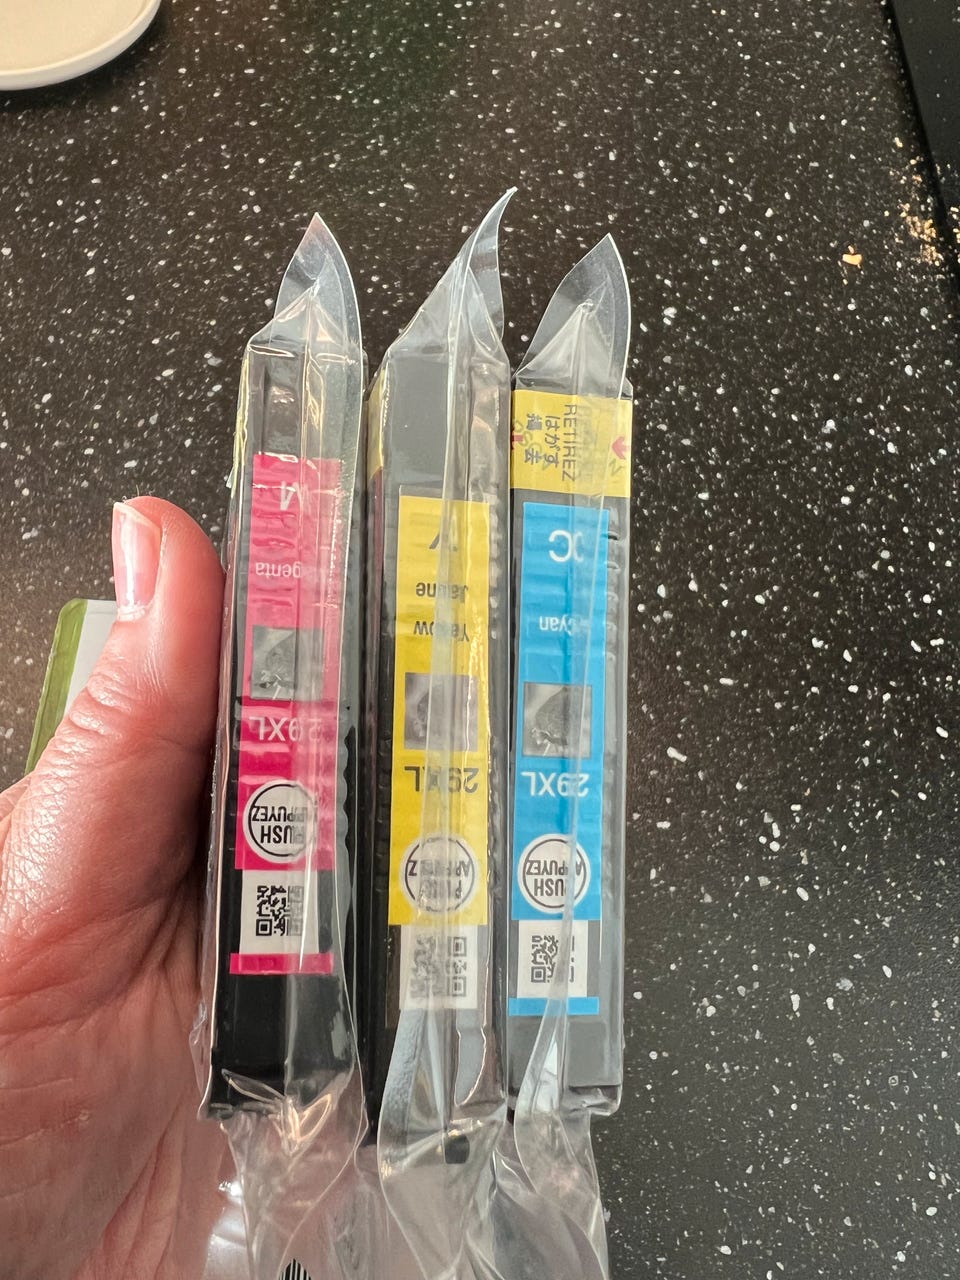 PUSH
APPUYEZ
29XL
genta
PUSH
APPUYEZ
29XL
Yellow
Jaune
Y
PUSH
APPUYEZ
29XL
Cyan
C
RETIREZ
はがす